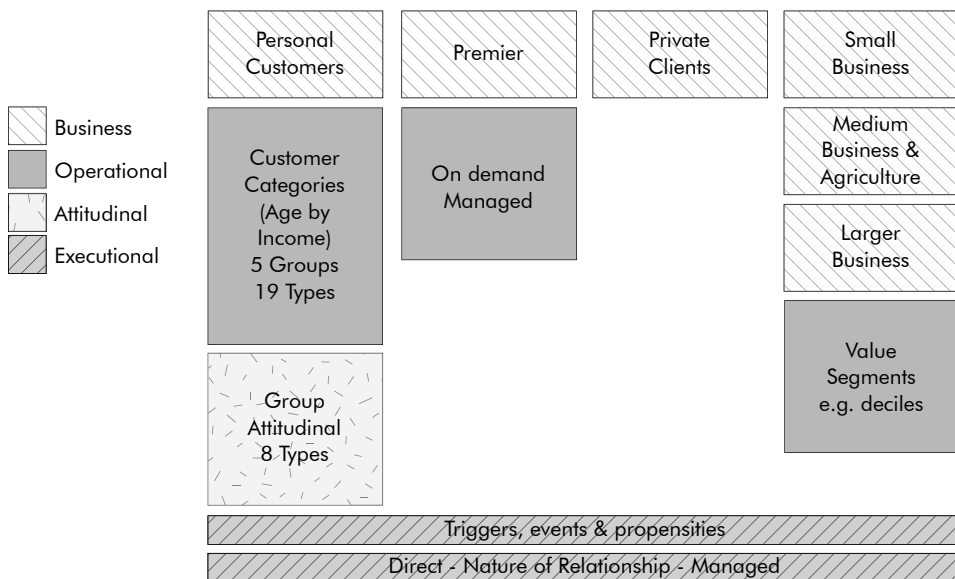 Personal
Customers
Premier
Private
Clients
Small
Business
Business
Operational
Attitudinal
Executional
Customer
Categories
(Age by
Income)
5 Groups
19 Types
On demand
Managed
Medium
Business &
Agriculture
Larger
Business
Value
Segments
e.g. deciles
Group
Attitudinal
8 Types
Triggers, events & propensities
Direct - Nature of Relationship - Managed